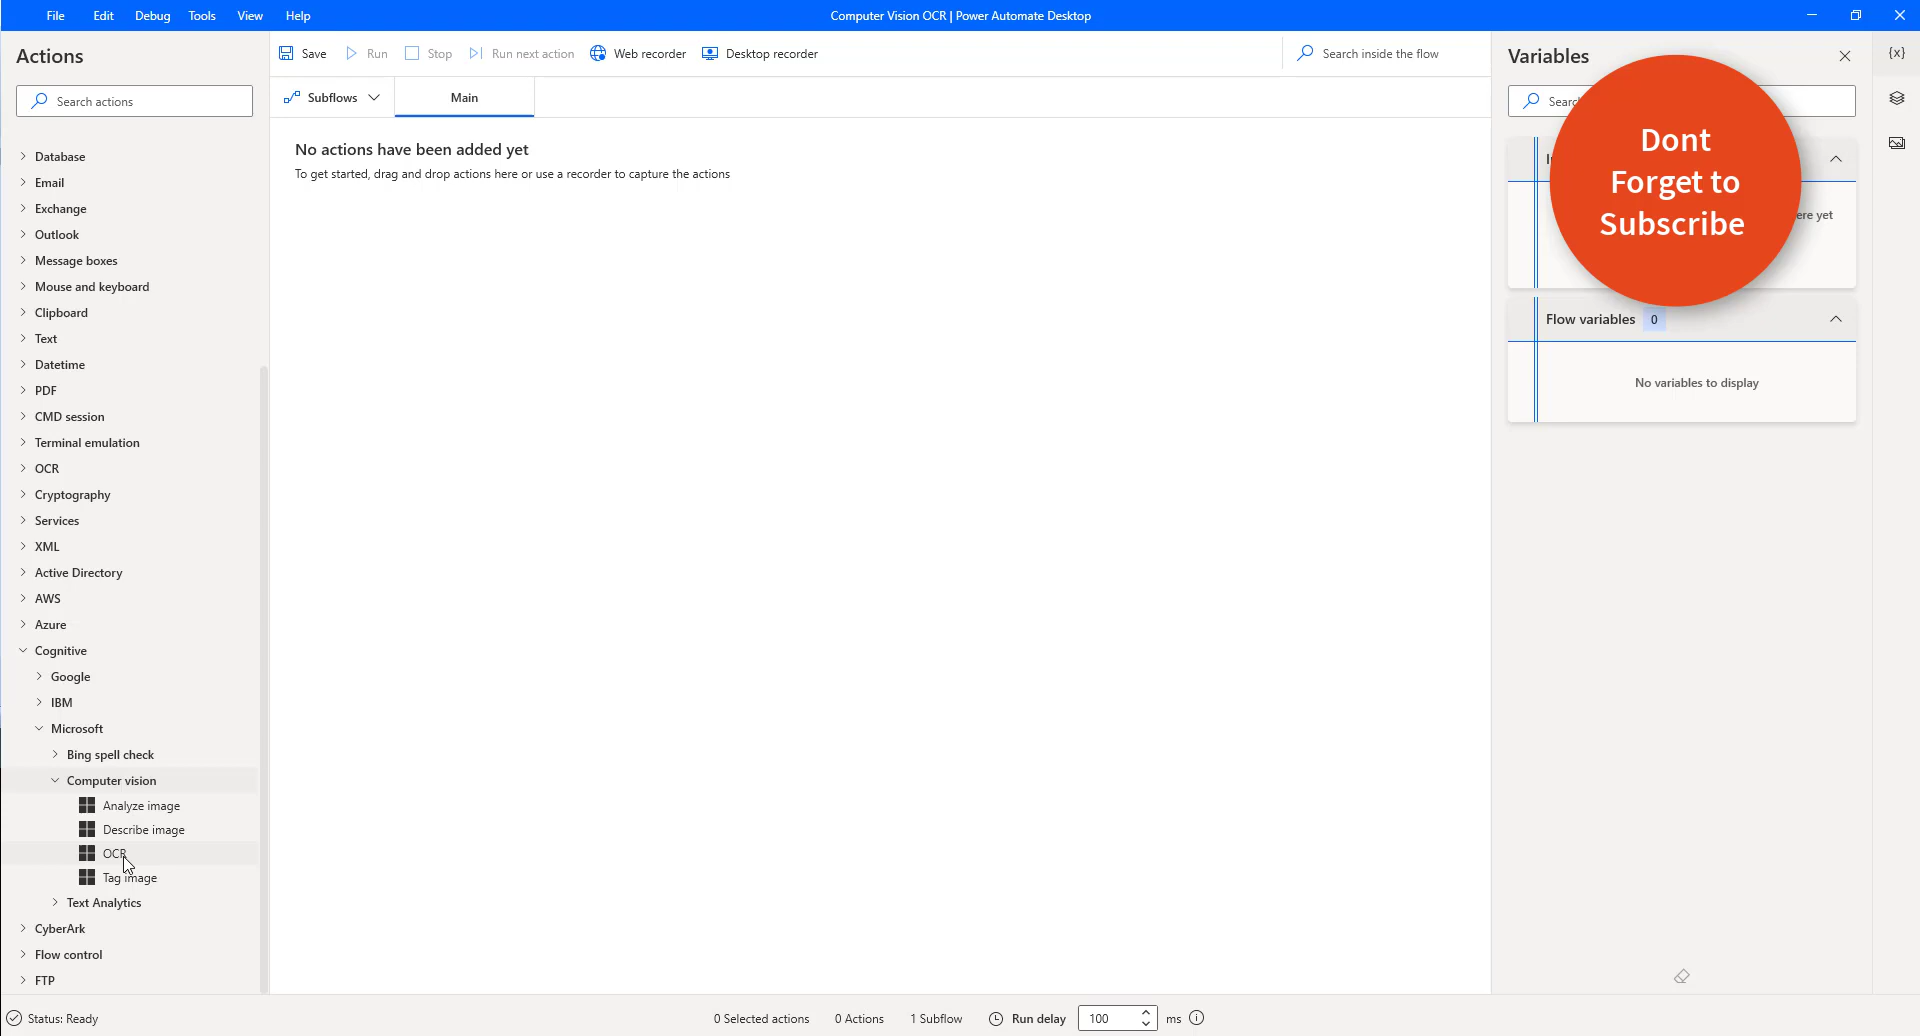 File Edit Debug Tools View Help
Computer Vision OCR | Power Automate Desktop
Actions
Search actions
Database
Email
Exchange
Outlook
Message boxes
Mouse and keyboard
Clipboard
Text
Datetime
PDF
CMD session
Terminal emulation
OCR
Cryptography
Services
XML
Active Directory
AWS
Azure
Cognitive
Google
IBM
Microsoft
Bing spell check
Computer vision
Analyze image
Describe image
OCR
Tag image
Text Analytics
CyberArk
Flow control
FTP
Save Run Stop Run next action Web recorder Desktop recorder
Search inside the flow
Subflows Main
No actions have been added yet
To get started, drag and drop actions here or use a recorder to capture the actions
Variables
{x}
Dont
Forget to
Subscribe
yet
Flow variables 0
No variables to display
Status: Ready
0 Selected actions 0 Actions 1 Subflow Run delay 100 ms